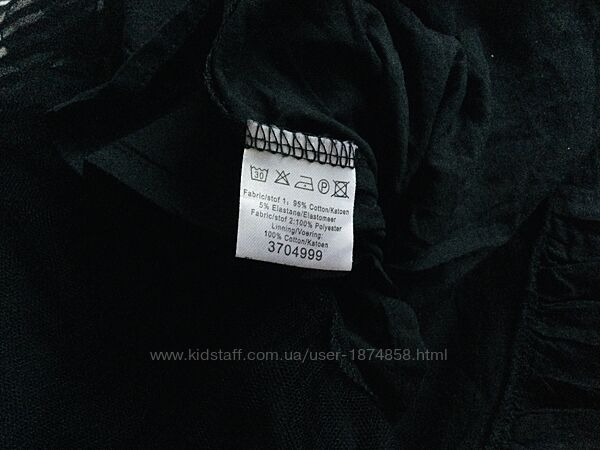 30 P
Fabric/stof 1: 95% Cotton/Katoen
5% Elastane/Elastomeer
Fabric/stof 2:100% Polyester
Linning/Voering:
100% Cotton/Katoen
3704999
www.kidstaff.com.ua/user-1874858.html